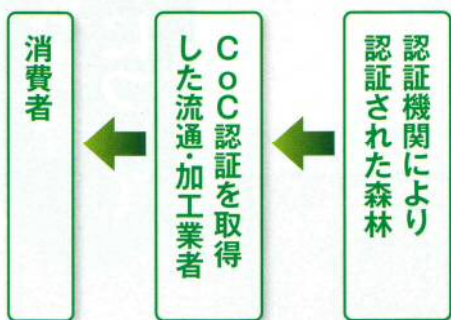 認証機関により
認証された森林
CoC認証を取得
した流通・加工業者
消費者